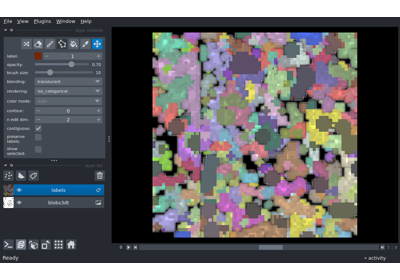 File View Plugins Window Help
label: 1
opacity: 0.70
brush size: 10
blending: translucent
rendering: iso_categorical
color mode:
contour: 0
n edit dim: 2
contiguous:
preserve
labels:
show
selected:
labels
blobs3dt
0
Ready
activity